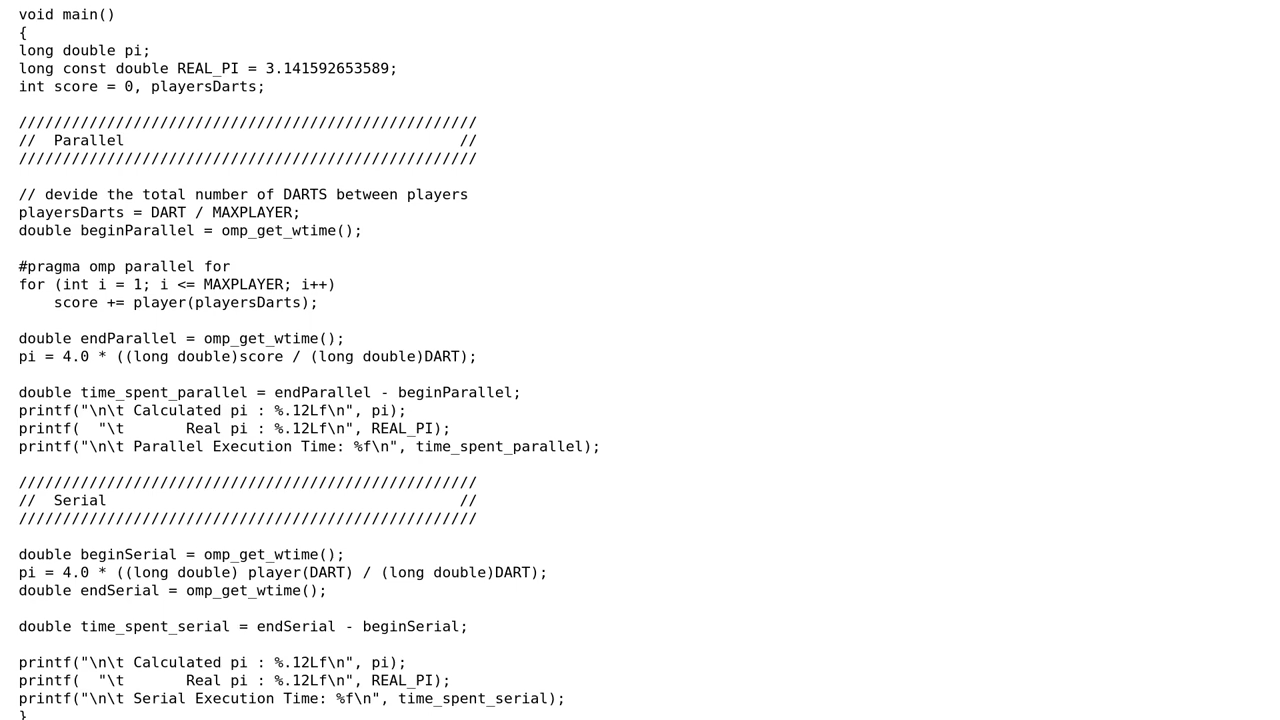 void main()
{
long double pi;
long const double REAL_PI = 3.141592653589;
int score = 0, playersDarts;

////////////////////////////////////////////////////
//  Parallel                                      //
////////////////////////////////////////////////////

// devide the total number of DARTS between players
playersDarts = DART / MAXPLAYER;
double beginParallel = omp_get_wtime();

#pragma omp parallel for
for (int i = 1; i <= MAXPLAYER; i++)
    score += player(playersDarts);

double endParallel = omp_get_wtime();
pi = 4.0 * ((long double)score / (long double)DART);

double time_spent_parallel = endParallel - beginParallel;
printf("\n\t Calculated pi : %.12Lf\n", pi);
printf(  "\t       Real pi : %.12Lf\n", REAL_PI);
printf("\n\t Parallel Execution Time: %f\n", time_spent_parallel);

////////////////////////////////////////////////////
//  Serial                                        //
////////////////////////////////////////////////////

double beginSerial = omp_get_wtime();
pi = 4.0 * ((long double) player(DART) / (long double)DART);
double endSerial = omp_get_wtime();

double time_spent_serial = endSerial - beginSerial;

printf("\n\t Calculated pi : %.12Lf\n", pi);
printf(  "\t       Real pi : %.12Lf\n", REAL_PI);
printf("\n\t Serial Execution Time: %f\n", time_spent_serial);
}